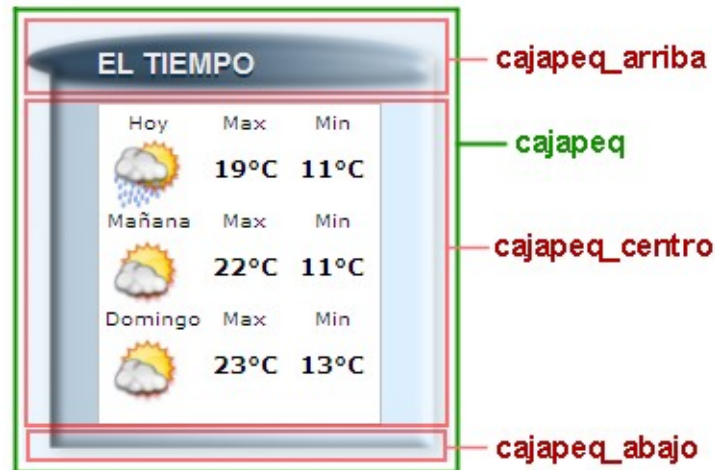 EL TIEMPO
cajapeq_arriba
Hoy Max Min
cajapeq
19°C 11°C
Mañana Max Min
cajapeq_centro
22°C 11°C
Domingo Max Min
23°C 13°C
cajapeq_abajo